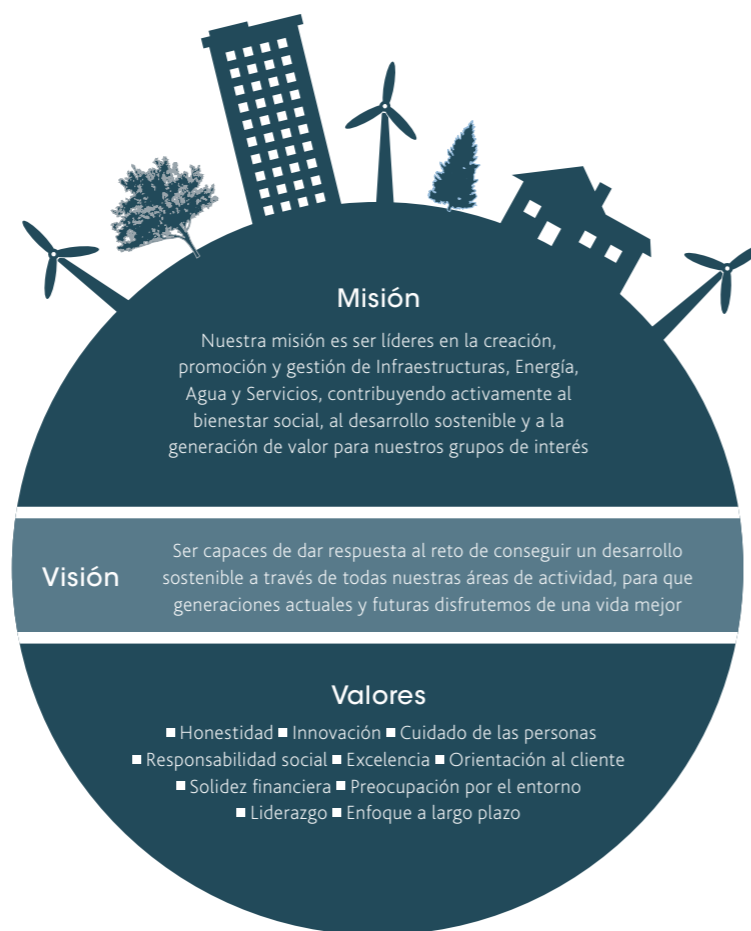 Misión
Nuestra misión es ser líderes en la creación,
promoción y gestión de Infraestructuras, Energía,
Agua y Servicios, contribuyendo activamente al
bienestar social, al desarrollo sostenible y a la
generación de valor para nuestros grupos de interés
Visión
Ser capaces de dar respuesta al reto de conseguir un desarrollo
sostenible a través de todas nuestras áreas de actividad, para que
generaciones actuales y futuras disfrutemos de una vida mejor
Valores
■ Honestidad ■ Innovación ■ Cuidado de las personas
■ Responsabilidad social ■ Excelencia ■ Orientación al cliente
■ Solidez financiera ■ Preocupación por el entorno
■ Liderazgo ■ Enfoque a largo plazo